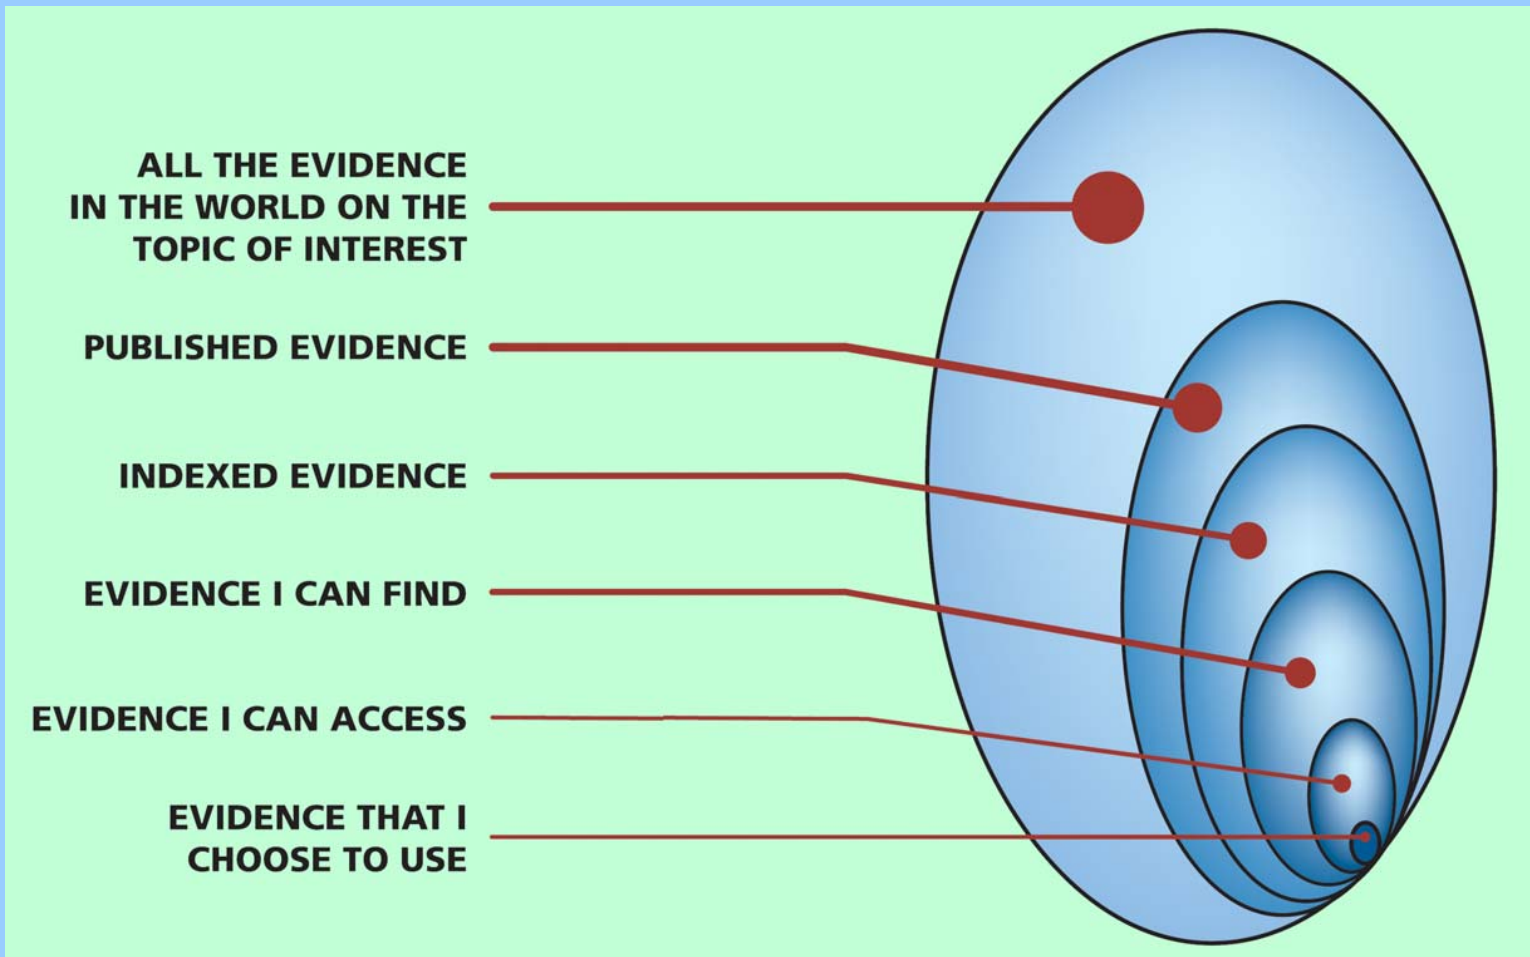 ALL THE EVIDENCE
IN THE WORLD ON THE
TOPIC OF INTEREST
PUBLISHED EVIDENCE
INDEXED EVIDENCE
EVIDENCE I CAN FIND
EVIDENCE I CAN ACCESS
EVIDENCE THAT I
CHOOSE TO USE